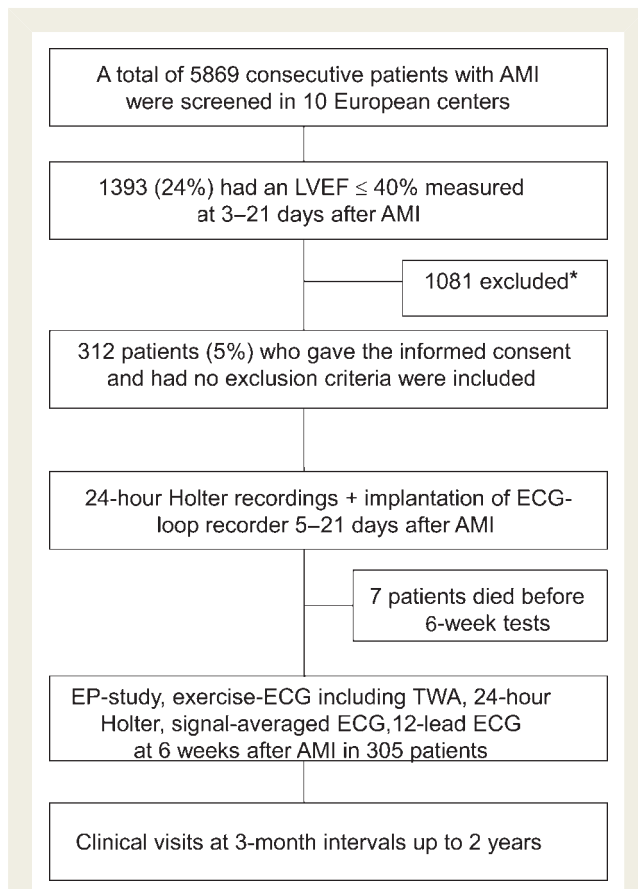 A total of 5869 consecutive patients with AMI
were screened in 10 European centers
1393 (24%) had an LVEF ≤ 40% measured
at 3–21 days after AMI
1081 excluded*
312 patients (5%) who gave the informed consent
and had no exclusion criteria were included
24-hour Holter recordings + implantation of ECG-
loop recorder 5–21 days after AMI
7 patients died before
6-week tests
EP-study, exercise-ECG including TWA, 24-hour
Holter, signal-averaged ECG,12-lead ECG
at 6 weeks after AMI in 305 patients
Clinical visits at 3-month intervals up to 2 years